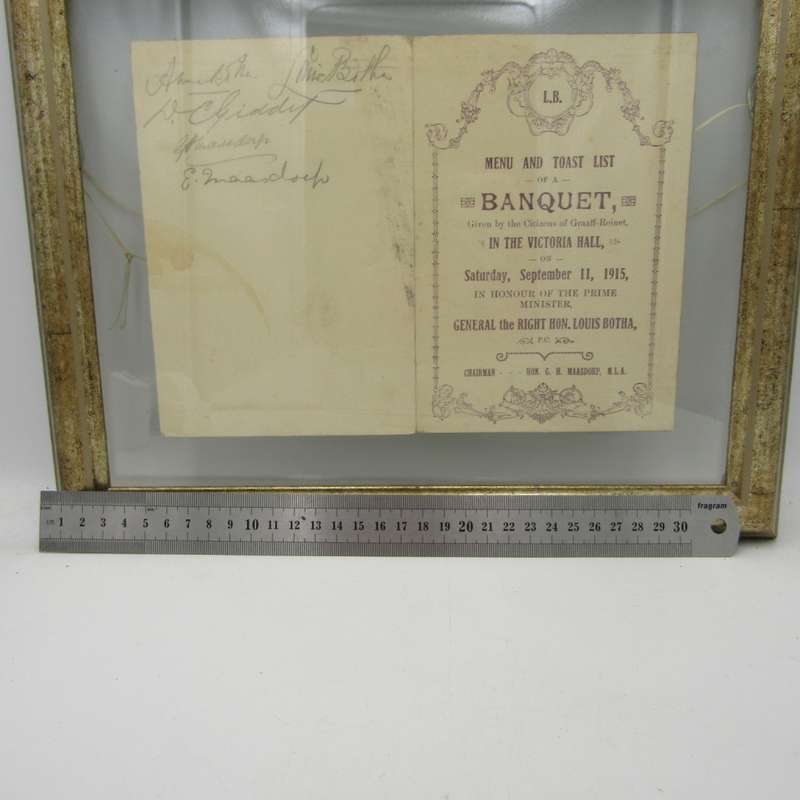 Louis Botha
E. Maasdorp
L.B.
MENU AND TOAST LIST
— OF A —
BANQUET,
Given by the Citizens of Graaff-Reinet,
IN THE VICTORIA HALL,
— ON —
Saturday, September 11, 1915,
IN HONOUR OF THE PRIME
MINISTER,
GENERAL the RIGHT HON. LOUIS BOTHA,
P.C.
CHAIRMAN - - - HON. G. H. MAASDORP, M.L.A.
fragram
1 2 3 4 5 6 7 8 9 10 11 12 13 14 15 16 17 18 19 20 21 22 23 24 25 26 27 28 29 30